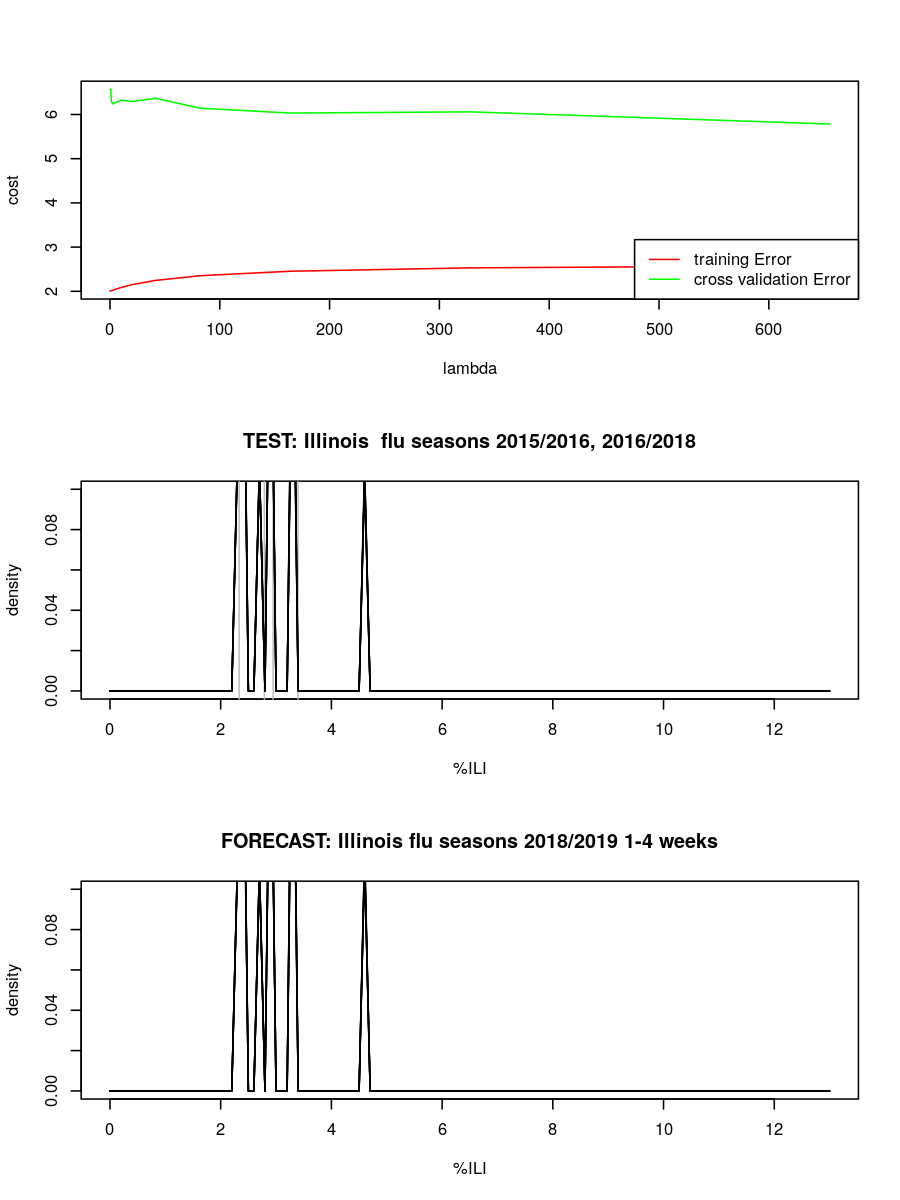 cost
6
5
4
3
2
training Error
cross validation Error
0 100 200 300 400 500 600
lambda
TEST: Illinois  flu seasons 2015/2016, 2016/2018
density
0.08
0.04
0.00
0 2 4 6 8 10 12
%ILI
FORECAST: Illinois flu seasons 2018/2019 1-4 weeks
density
0.08
0.04
0.00
0 2 4 6 8 10 12
%ILI